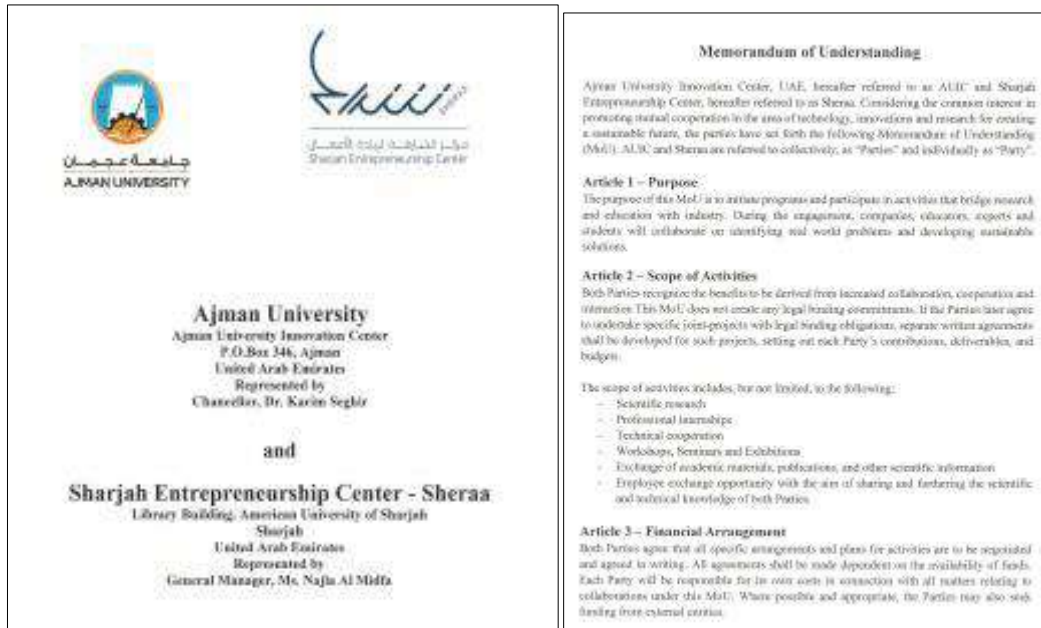 شراع
مركز الشارقة لريادة الأعمال
Sharjah Entrepreneurship Center
جامعة عجمان
AJMAN UNIVERSITY
Ajman University
Ajman University Innovation Center
P.O.Box 346, Ajman
United Arab Emirates
Represented by
Chancellor, Dr. Karim Seghir
and
Sharjah Entrepreneurship Center - Sheraa
Library Building, American University of Sharjah
Sharjah
United Arab Emirates
Represented by
General Manager, Ms, Najla Al Midfa
Memorandum of Understanding
Ajman University Innovation Center, UAE, hereafter referred to as AUIC and Sharjah
Entrepreneurship Center, hereafter referred to as Sheraa. Considering the common interest in
promoting mutual cooperation in the area of technology, innovations and research for creating
a sustainable future, the parties have set forth the following Memorandum of Understanding
(MoU). AUIC and Sheraa are referred to collectively, as "Parties" and individually as "Party".
Article 1 – Purpose
The purpose of this MoU is to initiate programs and participate in activities that bridge research
and education with industry. During the engagement, companies, educators, experts and
students will collaborate on identifying real world problems and developing sustainable
solutions.
Article 2 – Scope of Activities
Both Parties recognize the benefits to be derived from increased collaboration, cooperation and
interaction This MoU does not create any legal binding commitments. If the Parties later agree
to undertake specific joint-projects with legal binding obligations, separate written agreements
shall be developed for such projects, setting out each Party's contributions, deliverables, and
budgets.
The scope of activities includes, but not limited, to the following:
- Scientific research
- Professional internships
- Technical cooperation
- Workshops, Seminars and Exhibitions
- Exchange of academic materials, publications, and other scientific information
- Employee exchange opportunity with the aim of sharing and furthering the scientific
and technical knowledge of both Parties
Article 3 – Financial Arrangement
Both Parties agree that all specific arrangements and plans for activities are to be negotiated
and agreed in writing. All agreements shall be made dependent on the availability of funds.
Each Party will be responsible for its own costs in connection with all matters relating to
collaborations under this MoU. Where possible and appropriate, the Parties may also seek
funding from external entities.